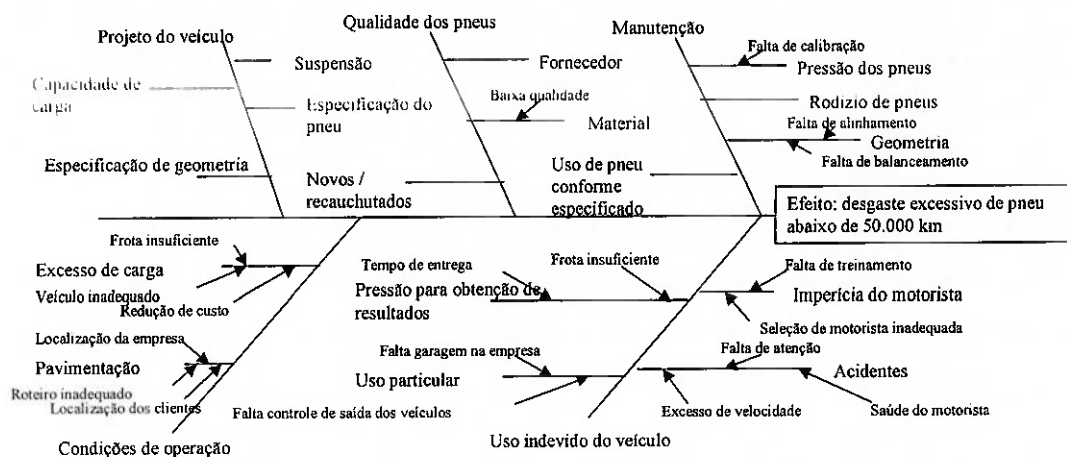 Projeto do veículo
Suspensão
Capacidade de
carga
Especificação do
pneu
Especificação de geometria
Qualidade dos pneus
Fornecedor
Baixa qualidade
Material
Novos /
recauchutados
Manutenção
Falta de calibração
Pressão dos pneus
Rodizio de pneus
Falta de alinhamento
Geometria
Falta de balanceamento
Uso de pneu
conforme
especificado
Efeito: desgaste excessivo de pneu
abaixo de 50.000 km
Frota insuficiente
Excesso de carga
Veículo inadequado
Redução de custo
Localização da empresa
Pavimentação
Roteiro inadequado
Localização dos clientes
Condições de operação
Tempo de entrega
Frota insuficiente
Pressão para obtenção de
resultados
Falta de treinamento
Imperícia do motorista
Seleção de motorista inadequada
Falta garagem na empresa
Uso particular
Falta controle de saída dos veículos
Falta de atenção
Acidentes
Excesso de velocidade
Saúde do motorista
Uso indevido do veículo